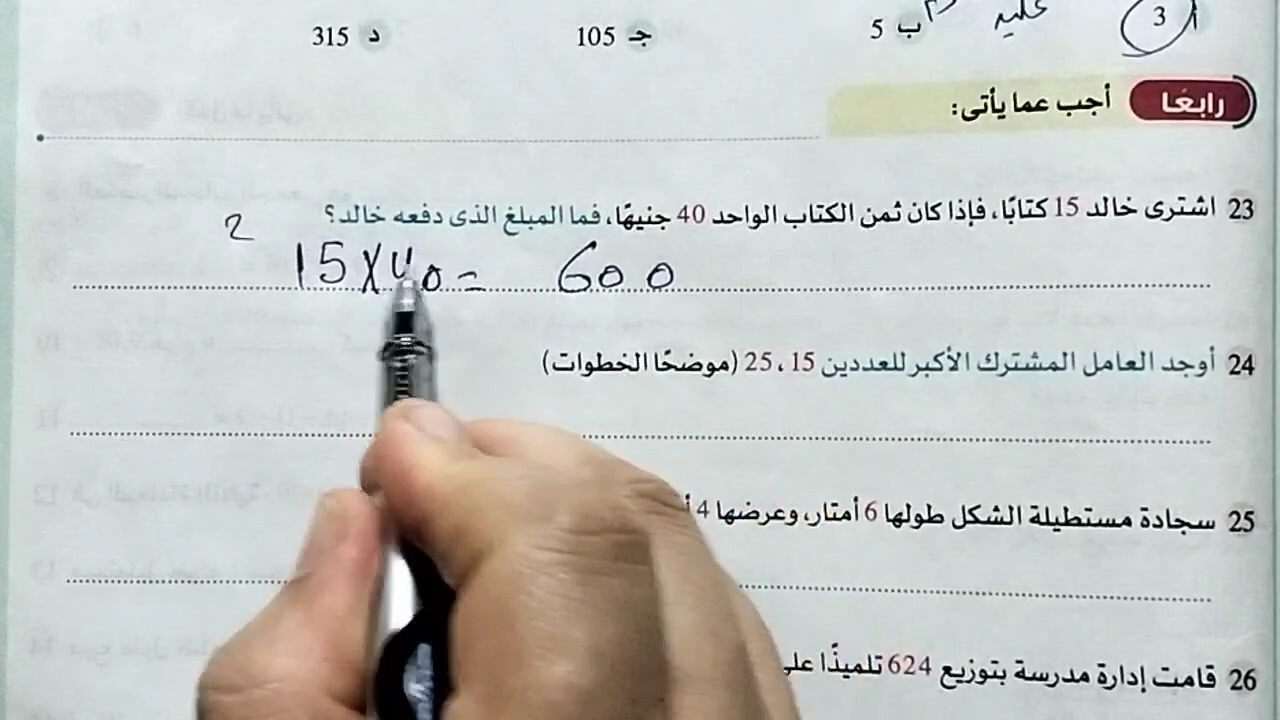 أ 3 ب 5 جـ 105 د 315
رابعًا أجب عما يأتى:
23 اشترى خالد 15 كتابًا، فإذا كان ثمن الكتاب الواحد 40 جنيهًا، فما المبلغ الذى دفعه خالد؟
2
15 × 40 = 600
24 أوجد العامل المشترك الأكبر للعددين 15، 25 (موضحًا الخطوات)
25 سجادة مستطيلة الشكل طولها 6 أمتار، وعرضها 4
26 قامت إدارة مدرسة بتوزيع 624 تلميذًا